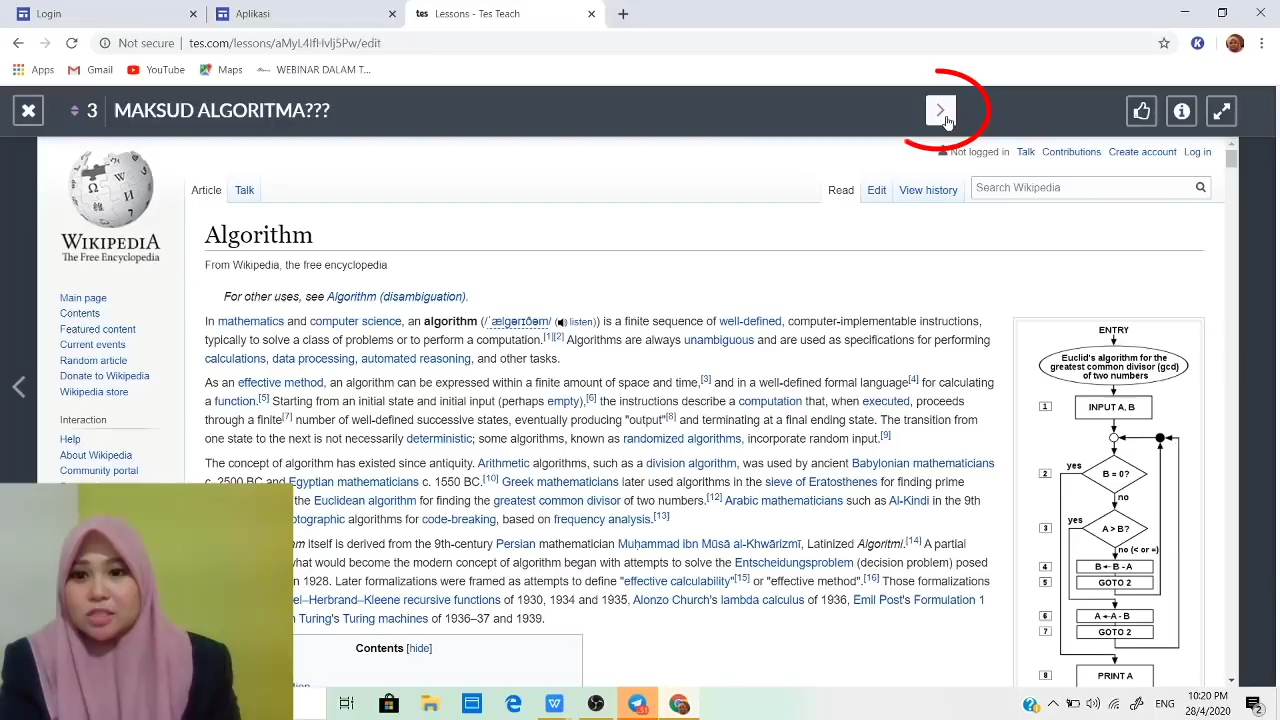 Login
Aplikasi
tes Lessons - Tes Teach
Not secure | tes.com/lessons/aMyL4IfHvIj5Pw/edit
K
Apps Gmail YouTube Maps WEBINAR DALAM T...
3 MAKSUD ALGORITMA???
Not logged in Talk Contributions Create account Log in
Article Talk Read Edit View history Search Wikipedia
WIKIPEDIA
The Free Encyclopedia
Main page
Contents
Featured content
Current events
Random article
Donate to Wikipedia
Wikipedia store
Interaction
Help
About Wikipedia
Community portal
Algorithm
From Wikipedia, the free encyclopedia
For other uses, see Algorithm (disambiguation).
In mathematics and computer science, an algorithm (/ˈælɡərɪðəm/ (listen)) is a finite sequence of well-defined, computer-implementable instructions,
typically to solve a class of problems or to perform a computation.[1][2] Algorithms are always unambiguous and are used as specifications for performing
calculations, data processing, automated reasoning, and other tasks.
As an effective method, an algorithm can be expressed within a finite amount of space and time,[3] and in a well-defined formal language[4] for calculating
a function.[5] Starting from an initial state and initial input (perhaps empty),[6] the instructions describe a computation that, when executed, proceeds
through a finite[7] number of well-defined successive states, eventually producing "output"[8] and terminating at a final ending state. The transition from
one state to the next is not necessarily deterministic; some algorithms, known as randomized algorithms, incorporate random input.[9]
The concept of algorithm has existed since antiquity. Arithmetic algorithms, such as a division algorithm, was used by ancient Babylonian mathematicians
c. 2500 BC and Egyptian mathematicians c. 1550 BC.[10] Greek mathematicians later used algorithms in the sieve of Eratosthenes for finding prime
the Euclidean algorithm for finding the greatest common divisor of two numbers.[12] Arabic mathematicians such as Al-Kindi in the 9th
ptographic algorithms for code-breaking, based on frequency analysis.[13]
itself is derived from the 9th-century Persian mathematician Muḥammad ibn Mūsā al-Khwārizmī, Latinized Algoritmi.[14] A partial
what would become the modern concept of algorithm began with attempts to solve the Entscheidungsproblem (decision problem) posed
in 1928. Later formalizations were framed as attempts to define "effective calculability"[15] or "effective method".[16] Those formalizations
el–Herbrand–Kleene recursive functions of 1930, 1934 and 1935, Alonzo Church's lambda calculus of 1936, Emil Post's Formulation 1
Turing's Turing machines of 1936–37 and 1939.
Contents [hide]
ENTRY
Euclid's algorithm for the
greatest common divisor (gcd)
of two numbers
1 INPUT A, B
yes
2 B = 0?
no
yes
3 A > B?
no (< or =)
4 B ← B - A
5 GOTO 2
6 A ← A - B
7 GOTO 2
8 PRINT A
ENG
10:20 PM
28/4/2020
2